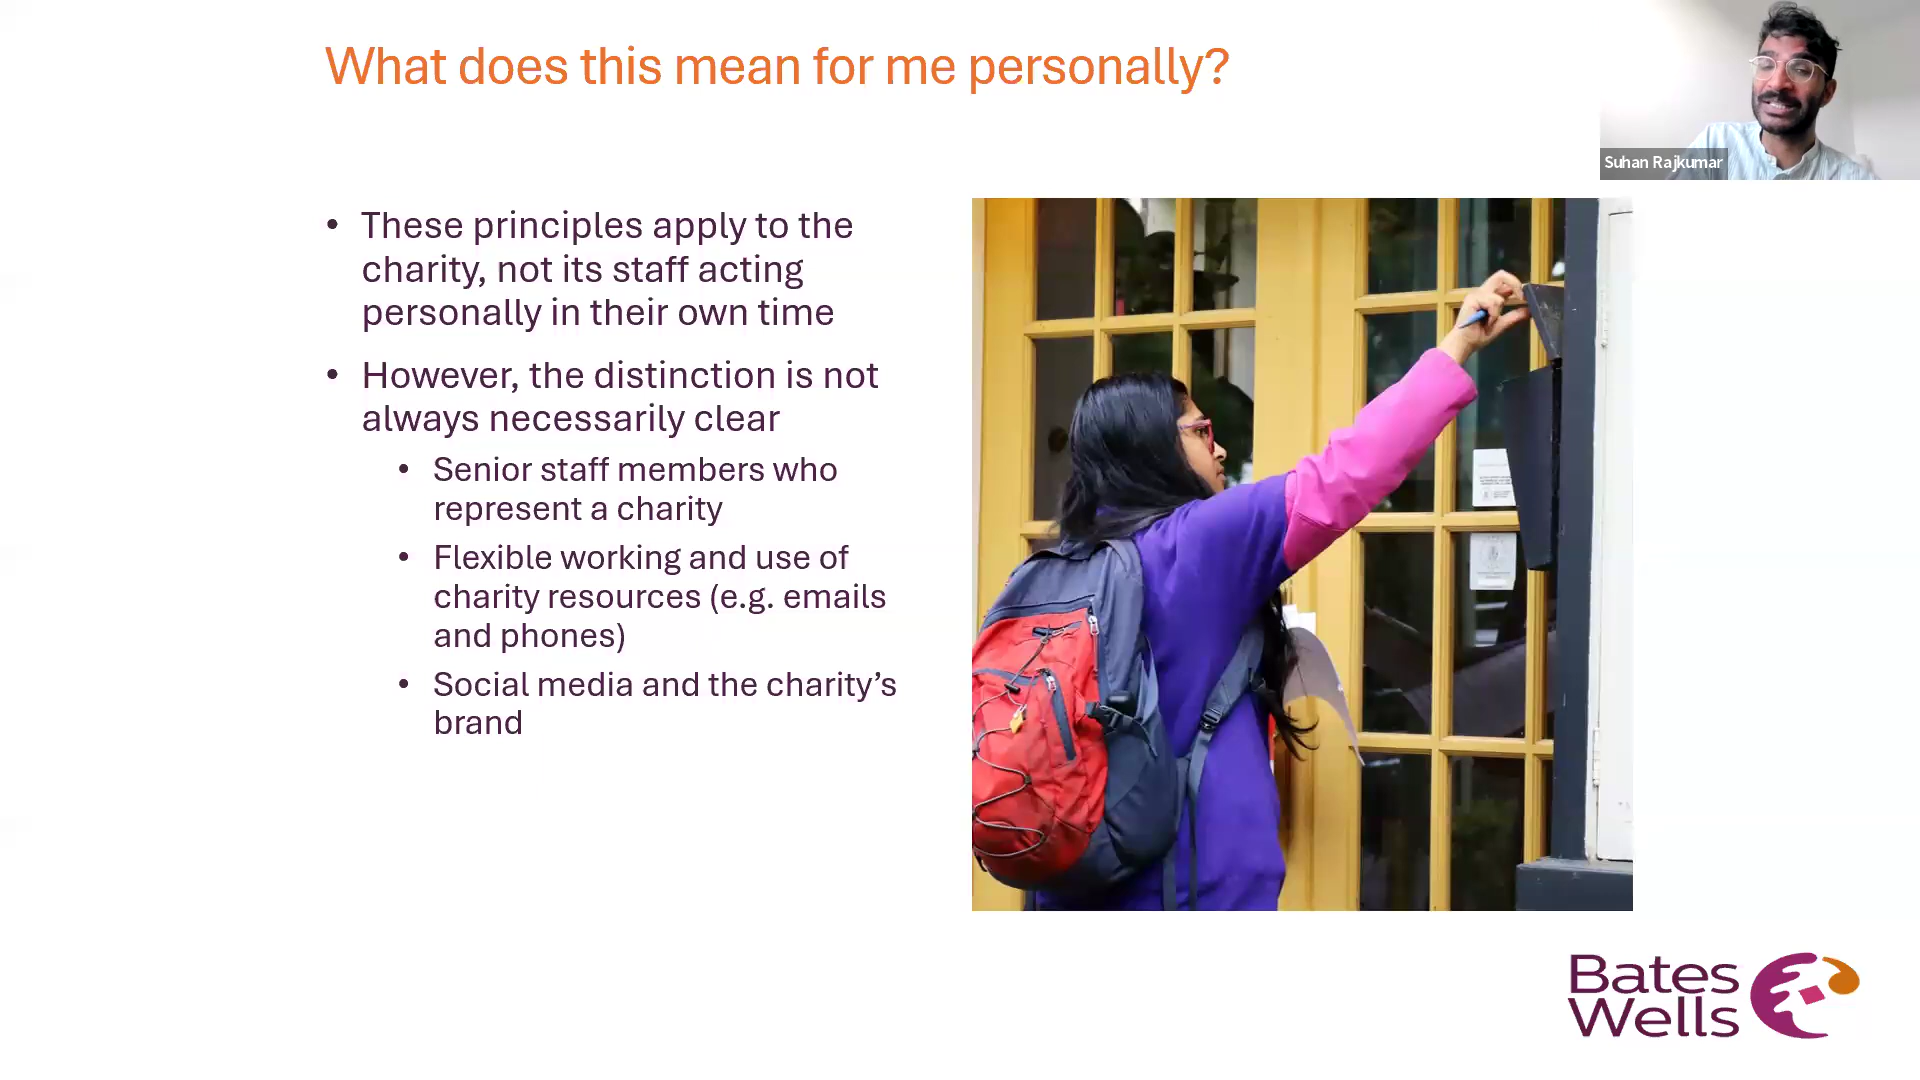 What does this mean for me personally?
Suhan Rajkumar
• These principles apply to the
charity, not its staff acting
personally in their own time
• However, the distinction is not
always necessarily clear
• Senior staff members who
represent a charity
• Flexible working and use of
charity resources (e.g. emails
and phones)
• Social media and the charity’s
brand
Bates
Wells